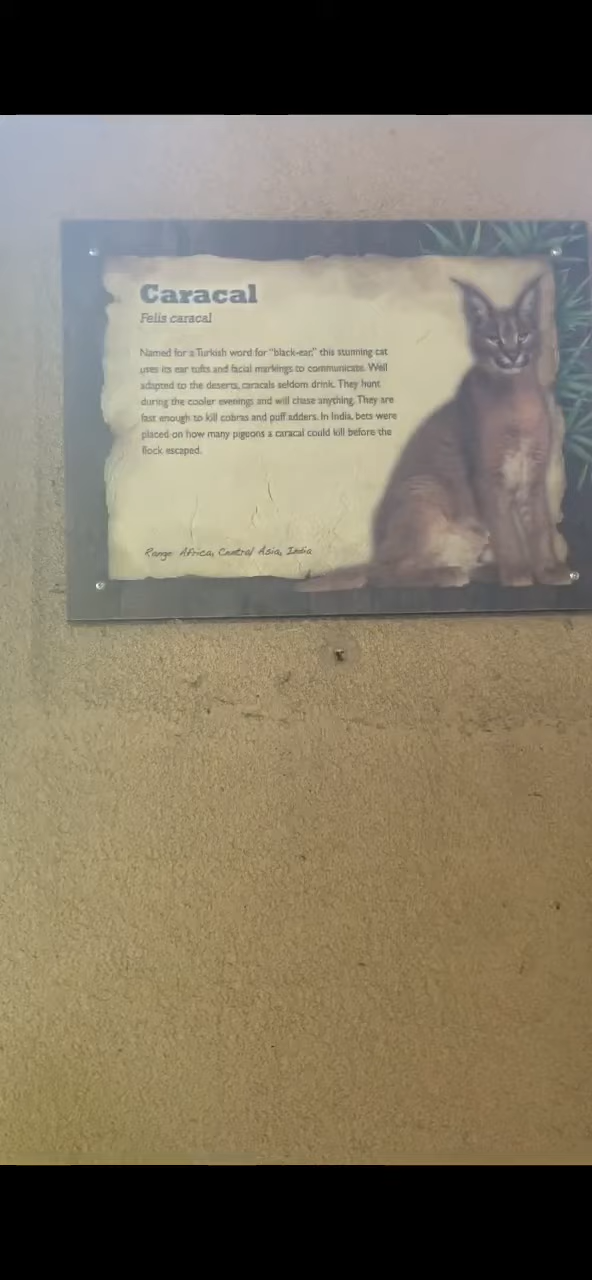 Caracal
Felis caracal
Named for a Turkish word for "black-ear," this stunning cat
uses its ear tufts and facial markings to communicate. Well
adapted to the deserts, caracals seldom drink. They hunt
during the cooler evenings and will chase anything. They are
fast enough to kill cobras and puff adders. In India, bets were
placed on how many pigeons a caracal could kill before the
flock escaped.
Range: Africa, Central Asia, India